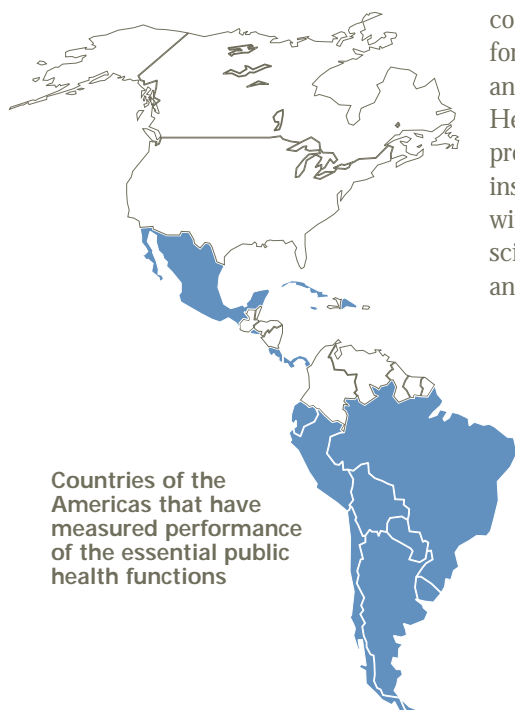 co
for
an
He
pro
ins
wi
sci
an
Countries of the
Americas that have
measured performance
of the essential public
health functions